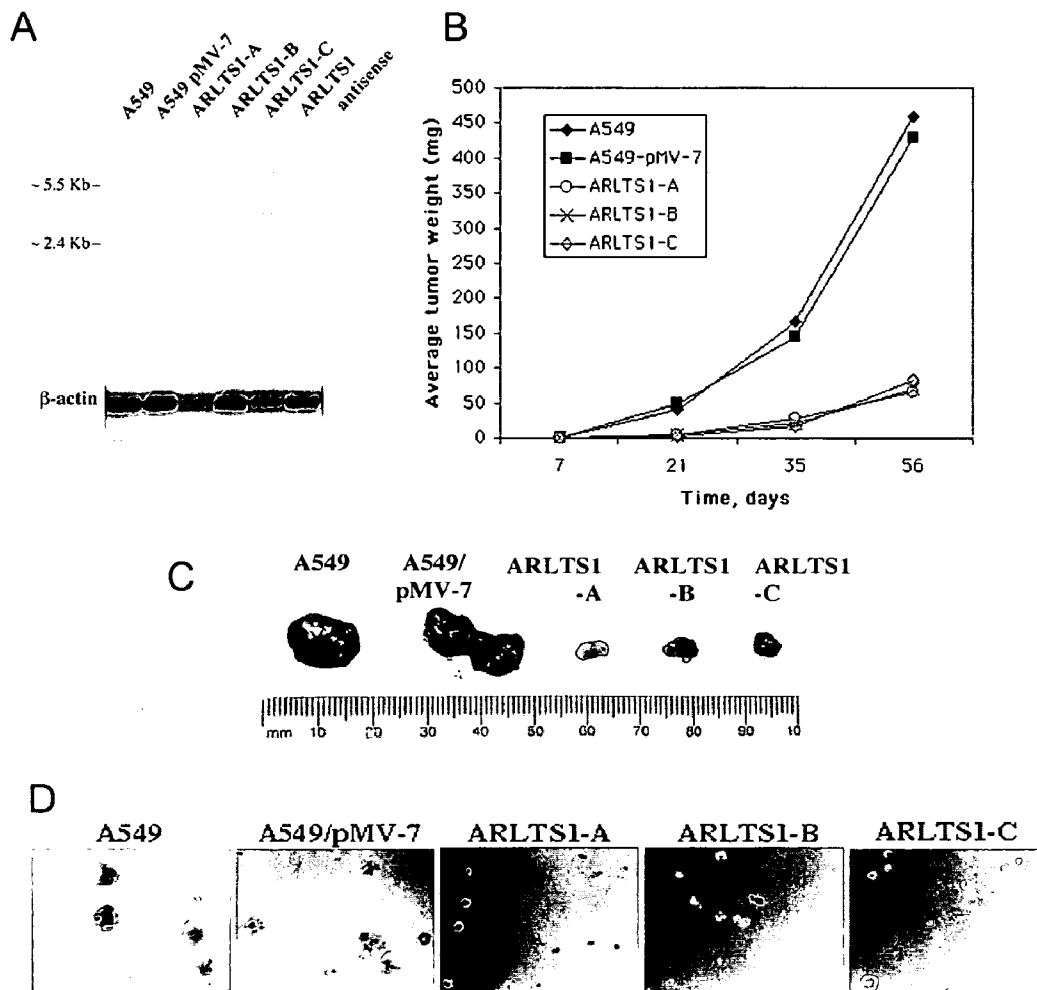 A
A549
A549 pMV-7
ARLTS1-A
ARLTS1-B
ARLTS1-C
ARLTS1
antisense
~ 5.5 Kb–
~ 2.4 Kb–
β-actin
B
Average tumor weight (mg)
500
450
400
350
300
250
200
150
100
50
0
A549
A549-pMV-7
ARLTS1-A
ARLTS1-B
ARLTS1-C
7 21 35 56
Time, days
C
A549
A549/
pMV-7
ARLTS1
-A
ARLTS1
-B
ARLTS1
-C
mm 10 20 30 40 50 60 70 80 90 10
D
A549
A549/pMV-7
ARLTS1-A
ARLTS1-B
ARLTS1-C